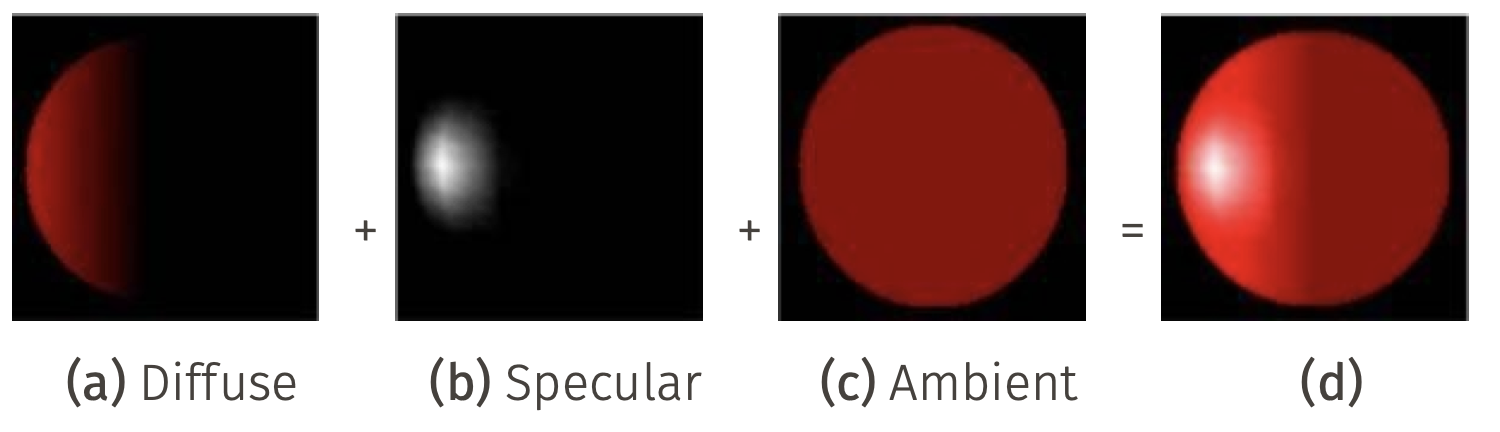 + + =
(a) Diffuse (b) Specular (c) Ambient (d)